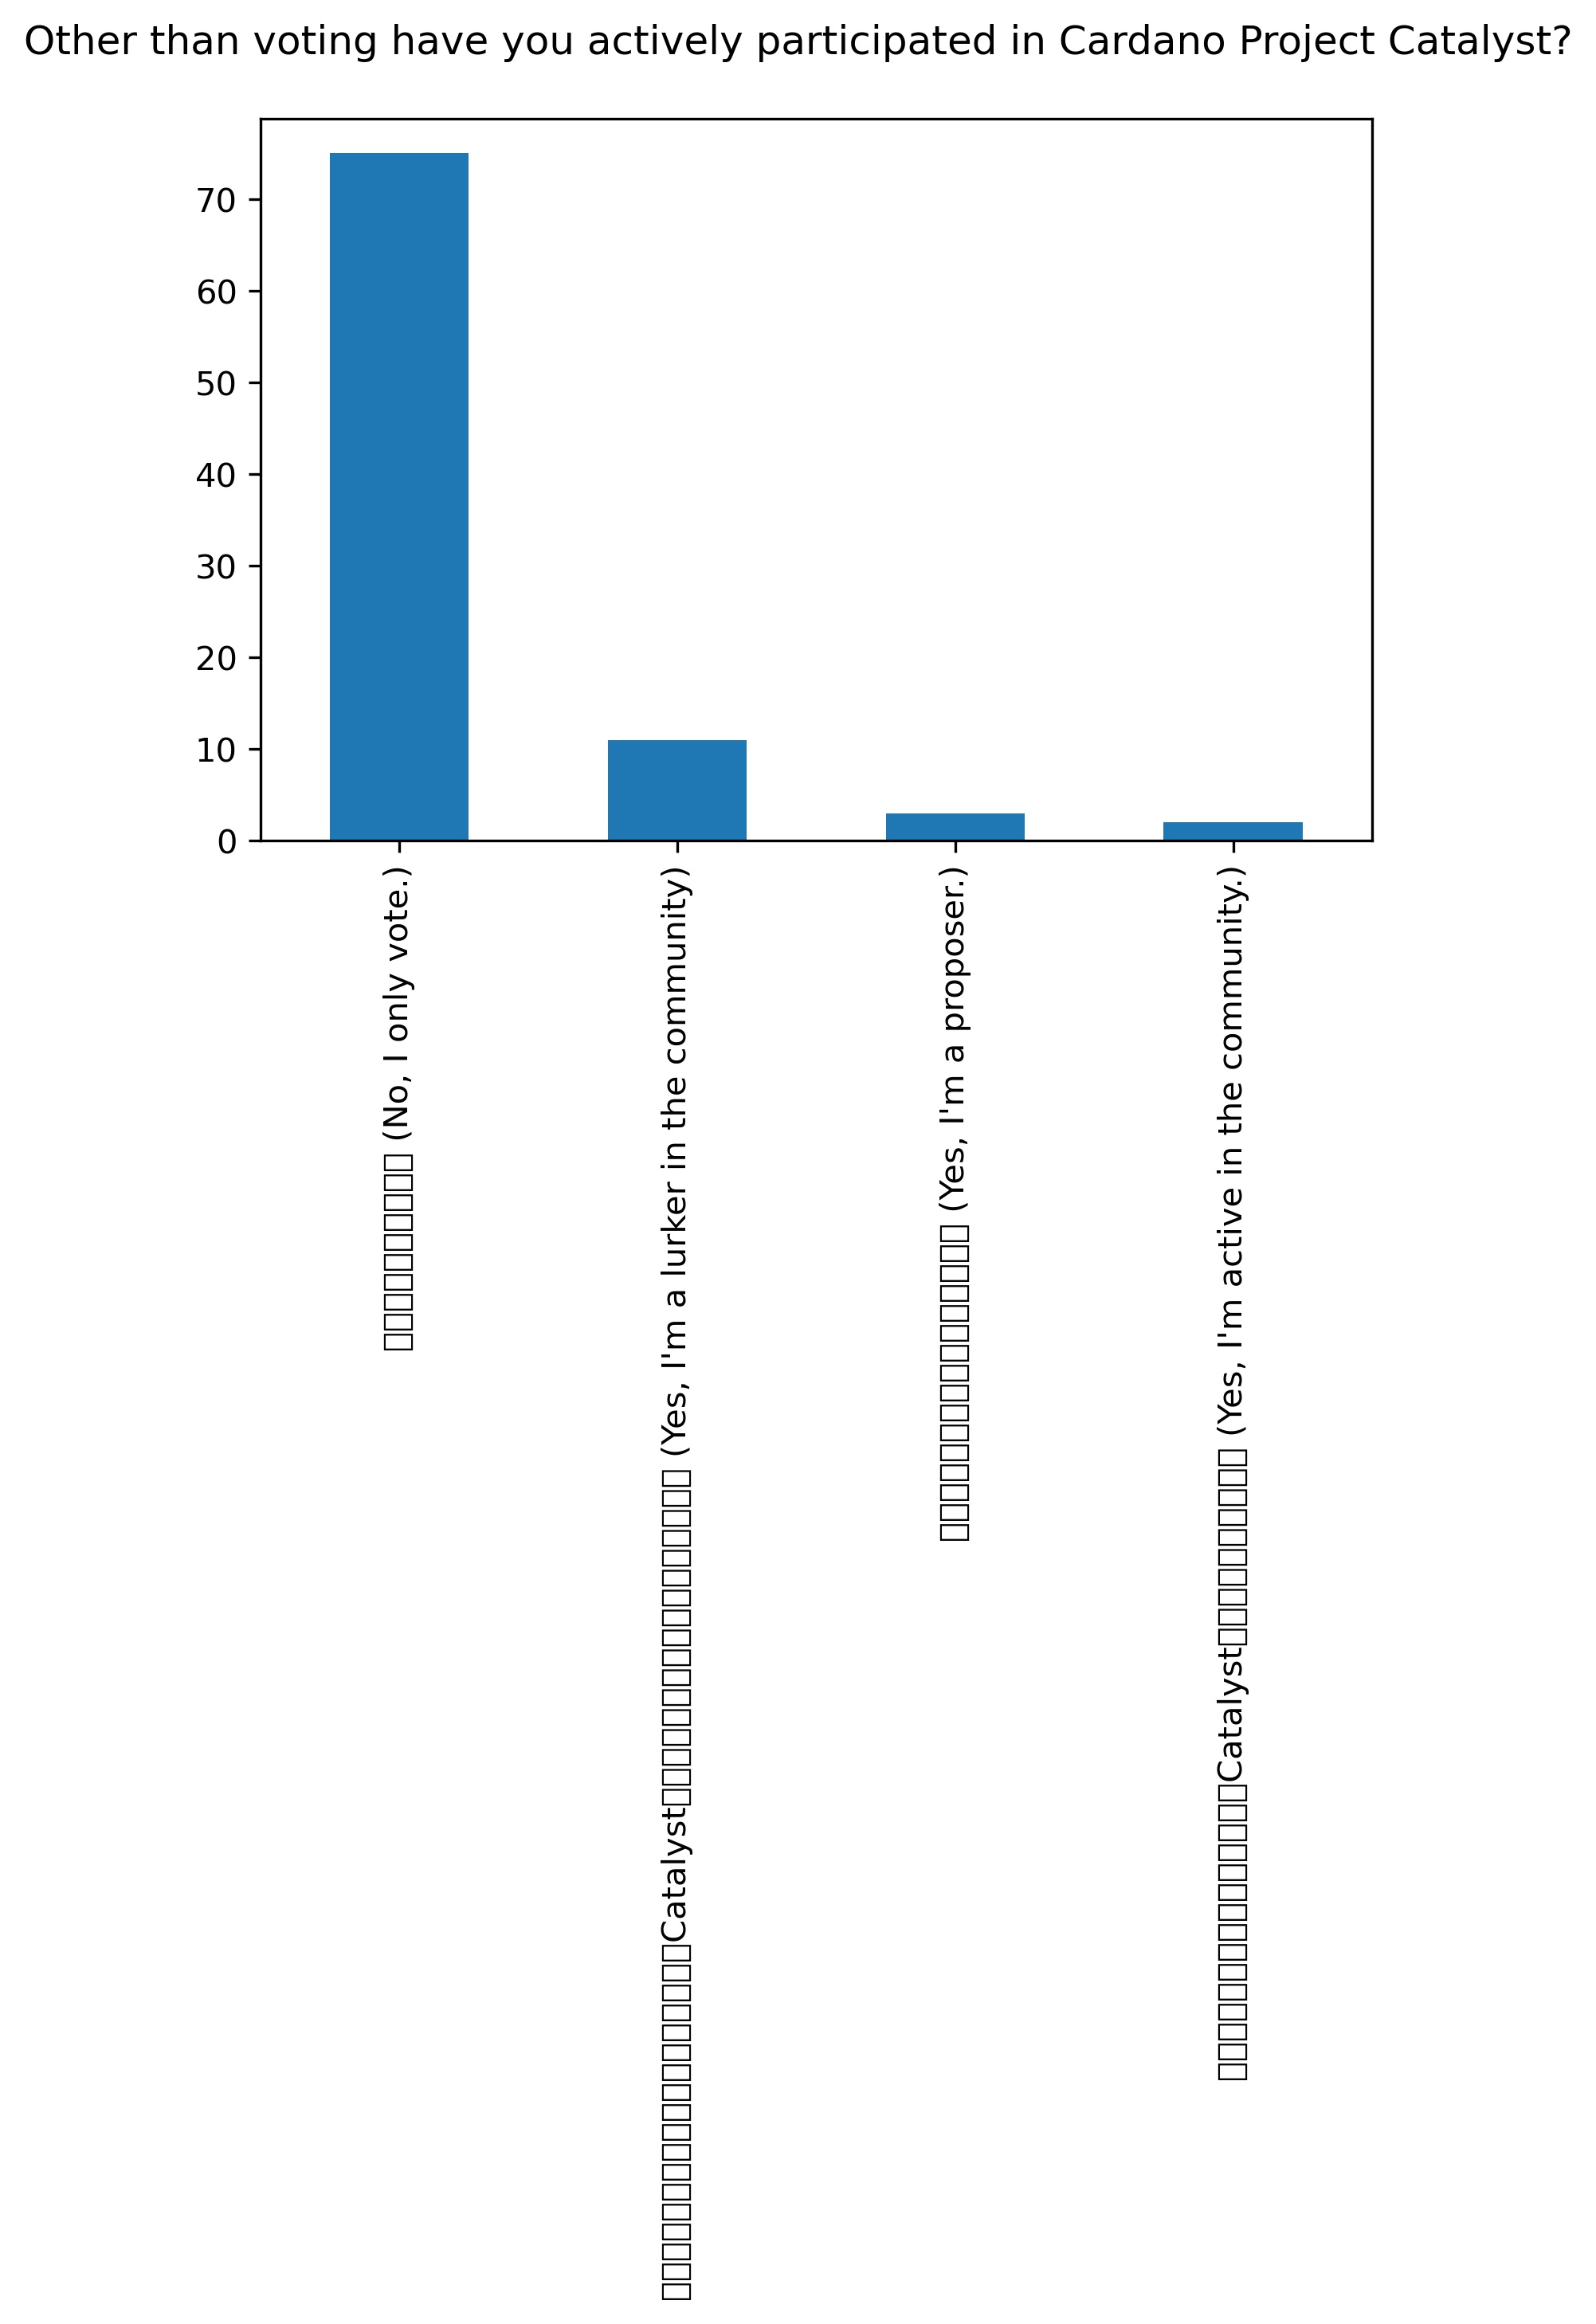 Other than voting have you actively participated in Cardano Project Catalyst?
70
60
50
40
30
20
10
0
(No, I only vote.)
Catalyst (Yes, I'm a lurker in the community)
(Yes, I'm a proposer.)
Catalyst (Yes, I'm active in the community.)